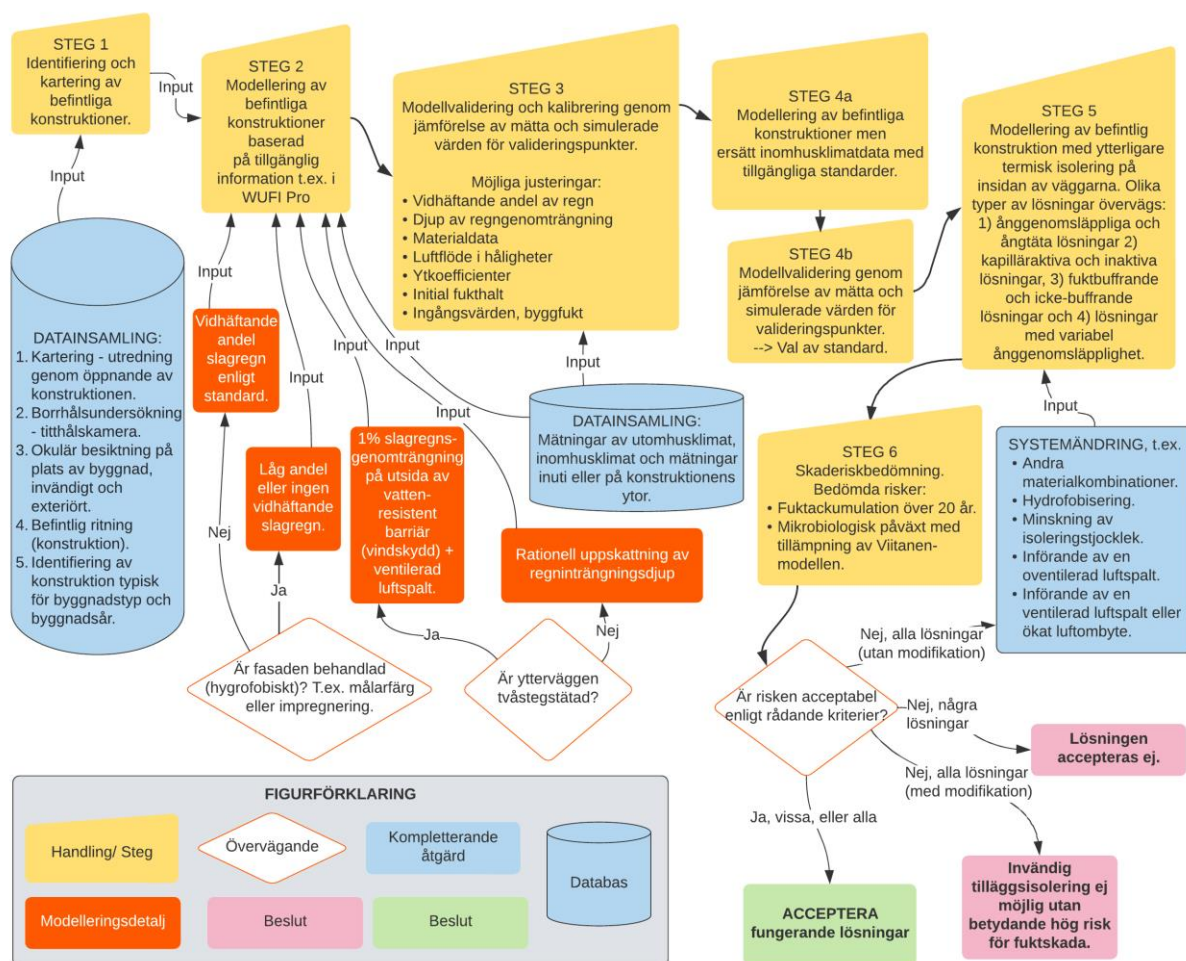 STEG 1
Identifiering och
kartering av
befintliga
konstruktioner.
Input
STEG 2
Modellering av
befintliga
konstruktioner
baserad
på tillgänglig
information t.ex. i
WUFI Pro
STEG 3
Modellvalidering och kalibrering genom
jämförelse av mätta och simulerade
värden för valideringspunkter.
Möjliga justeringar:
• Vidhäftande andel av regn
• Djup av regngenomträngning
• Materialdata
• Luftflöde i håligheter
• Ytkoefficienter
• Initial fukthalt
• Ingångsvärden, byggfukt
STEG 4a
Modellering av befintliga
konstruktioner men
ersätt inomhusklimatdata med
tillgängliga standarder.
STEG 4b
Modellvalidering genom
jämförelse av mätta och
simulerade värden för
valideringspunkter.
--> Val av standard.
STEG 5
Modellering av befintlig
konstruktion med ytterligare
termisk isolering på
insidan av väggarna. Olika
typer av lösningar övervägs:
1) ånggenomsläppliga och
ångtäta lösningar 2)
kapilläraktiva och inaktiva
lösningar, 3) fuktbuffrande
och icke-buffrande
lösningar och 4) lösningar
med variabel
ånggenomsläpplighet.
Input
DATAINSAMLING:
1. Kartering - utredning
genom öppnande av
konstruktionen.
2. Borrhålsundersökning
- titthålskamera.
3. Okulär besiktning på
plats av byggnad,
invändigt och
exteriört.
4. Befintlig ritning
(konstruktion).
5. Identifiering av
konstruktion typisk
för byggnadstyp och
byggnadsår.
Input
Vidhäftande
andel
slagregn
enligt
standard.
Input
Låg andel
eller ingen
vidhäftande
slagregn.
Input
1% slagregns-
genomträngning
på utsida av
vatten-
resistent
barriär
(vindskydd) +
ventilerad
luftspalt.
Input
Input
Rationell uppskattning av
regninträngningsdjup
Input
DATAINSAMLING:
Mätningar av utomhusklimat,
inomhusklimat och mätningar
inuti eller på konstruktionens
ytor.
Nej
Ja
Är fasaden behandlad
(hygrofobiskt)? T.ex. målarfärg
eller impregnering.
Ja
Nej
Är ytterväggen
tvåstegstätad?
STEG 6
Skaderiskbedömning.
Bedömda risker:
• Fuktackumulation över 20 år.
• Mikrobiologisk påväxt med
tillämpning av Viitanen-
modellen.
Input
SYSTEMÄNDRING, t.ex.
• Andra
materialkombinationer.
• Hydrofobisering.
• Minskning av
isoleringstjocklek.
• Införande av en
oventilerad luftspalt.
• Införande av en
ventilerad luftspalt eller
ökat luftombyte.
Är risken acceptabel
enligt rådande kriterier?
Nej, alla lösningar
(utan modifikation)
Nej, några
lösningar
Lösningen
accepteras ej.
Nej, alla lösningar
(med modifikation)
Invändig
tilläggsisolering ej
möjlig utan
betydande hög risk
för fuktskada.
Ja, vissa, eller alla
ACCEPTERA
fungerande lösningar
FIGURFÖRKLARING
Handling/ Steg
Övervägande
Kompletterande
åtgärd
Databas
Modelleringsdetalj
Beslut
Beslut